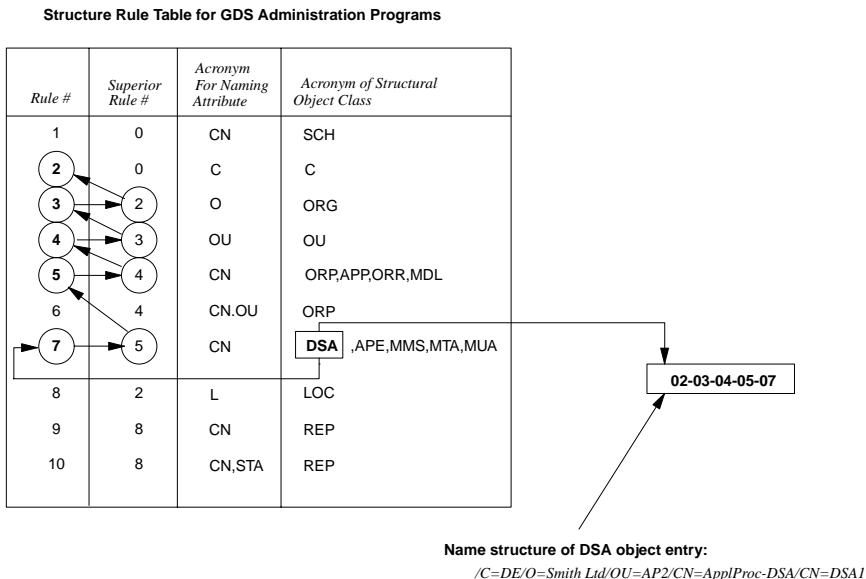 Structure Rule Table for GDS Administration Programs
Rule # Superior Rule # Acronym For Naming Attribute Acronym of Structural Object Class
1 0 CN SCH
2 0 C C
3 2 O ORG
4 3 OU OU
5 4 CN ORP,APP,ORR,MDL
6 4 CN.OU ORP
7 5 CN DSA ,APE,MMS,MTA,MUA
02-03-04-05-07
8 2 L LOC
9 8 CN REP
10 8 CN,STA REP
Name structure of DSA object entry:
/C=DE/O=Smith Ltd/OU=AP2/CN=ApplProc-DSA/CN=DSA1